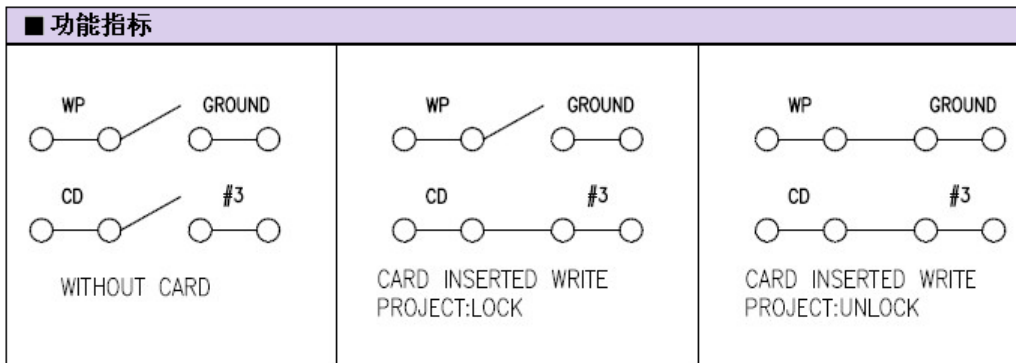 ■ 功能指标
WP GROUND
CD #3
WITHOUT CARD
WP GROUND
CD #3
CARD INSERTED WRITE
PROJECT:LOCK
WP GROUND
CD #3
CARD INSERTED WRITE
PROJECT:UNLOCK